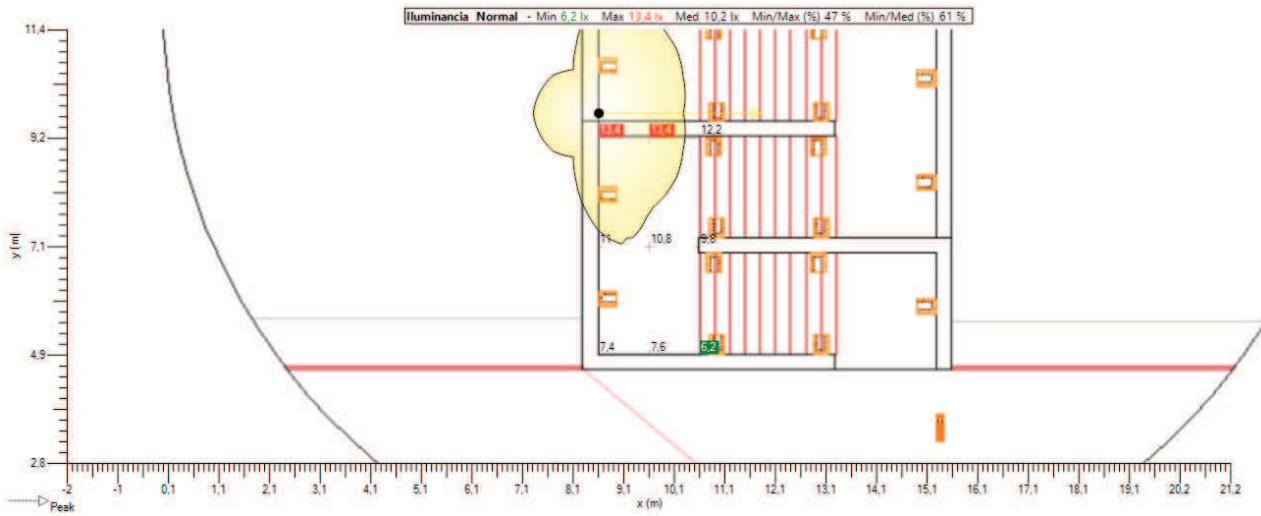 Iluminancia Normal - Min 6,2 lx Max 13,4 lx Med 10,2 lx Min/Max (%) 47 % Min/Med (%) 61 %
11,4
9,2
7,1
4,9
2,8
y (m)
13,4 13,4 12,2
11 10,8 9,8
7,4 7,6 6,2
-2 -1 0,1 1,1 2,1 3,1 4,1 5,1 6,1 7,1 8,1 9,1 10,1 11,1 12,1 13,1 14,1 15,1 16,1 17,1 18,1 19,1 20,2 21,2
x (m)
Peak